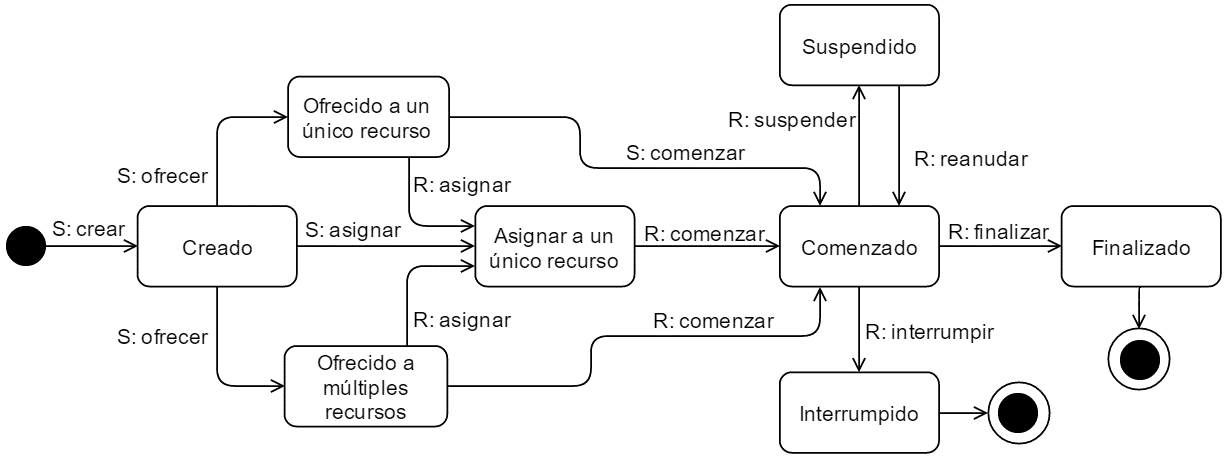 Suspendido
Ofrecido a un
único recurso
R: suspender
S: comenzar
R: reanudar
S: ofrecer
R: asignar
S: crear
Creado
S: asignar
Asignar a un
único recurso
R: comenzar
Comenzado
R: finalizar
Finalizado
S: ofrecer
R: asignar
R: comenzar
R: interrumpir
Ofrecido a
múltiples
recursos
Interrumpido